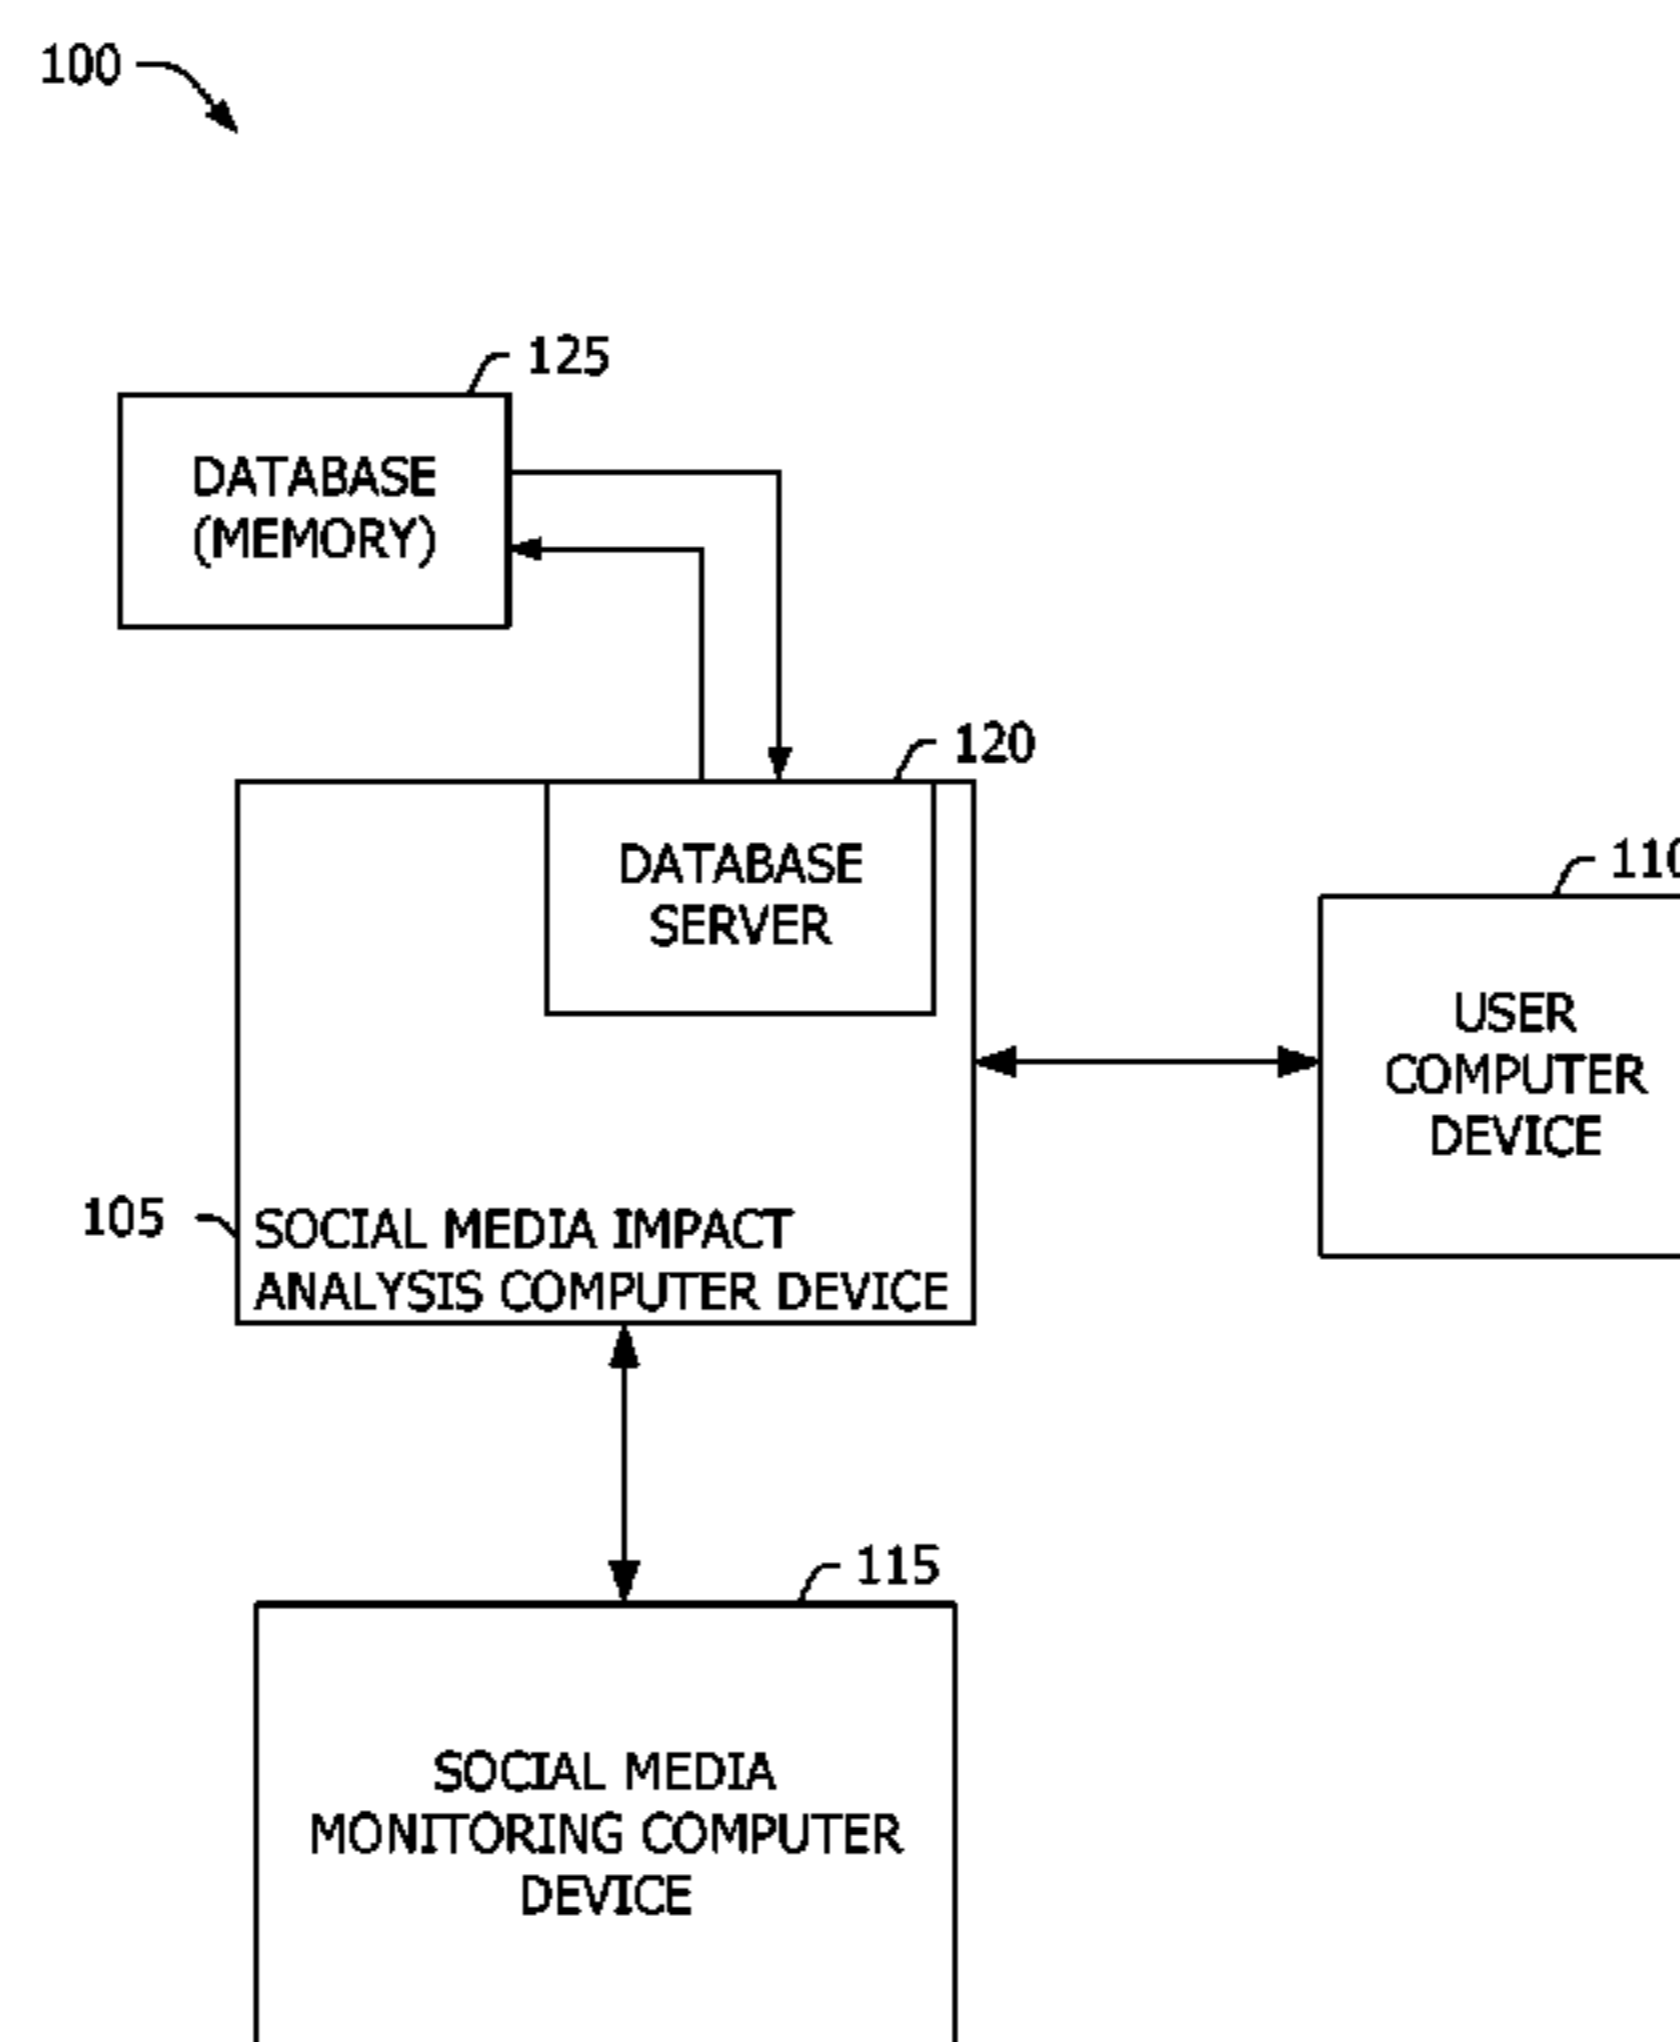 100
125
DATABASE
(MEMORY)
120
DATABASE
SERVER
110
USER
COMPUTER
DEVICE
105
SOCIAL MEDIA IMPACT
ANALYSIS COMPUTER DEVICE
115
SOCIAL MEDIA
MONITORING COMPUTER
DEVICE